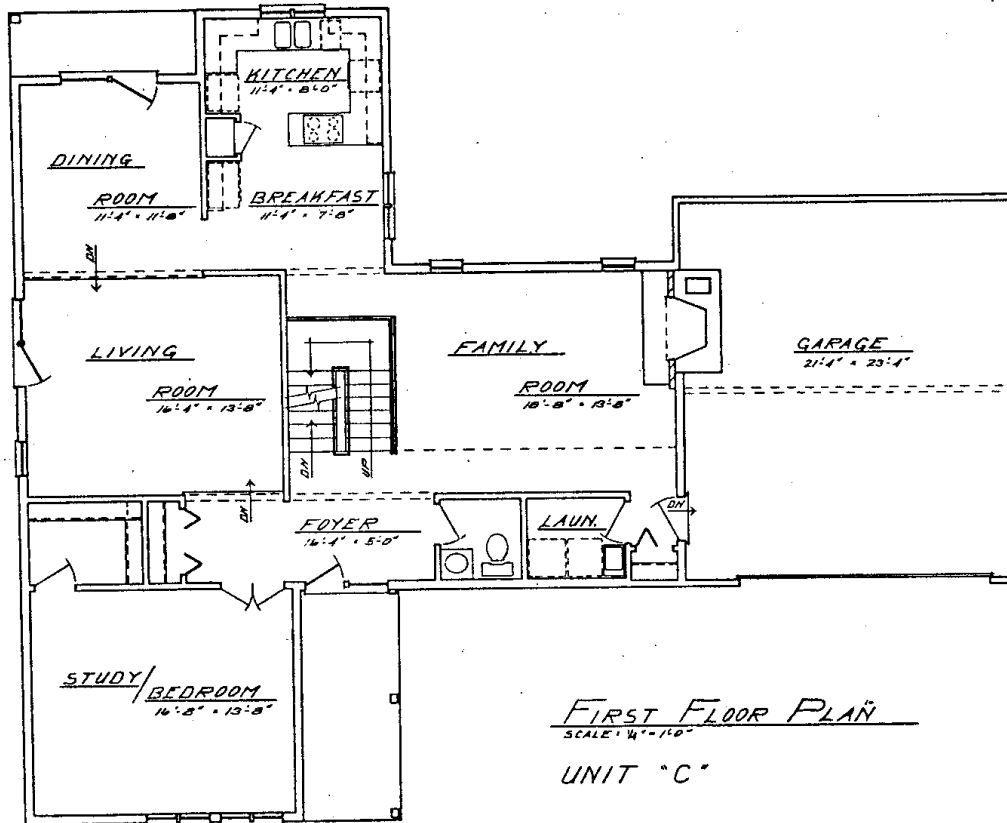 KITCHEN
11'-4" × 8'-0"
DINING
ROOM
11'-4" × 11'-8"
BREAKFAST
11'-4" × 7'-8"
DN
LIVING
ROOM
16'-4" × 13'-8"
FAMILY
ROOM
18'-8" × 13'-8"
GARAGE
21'-4" × 23'-4"
DN
UP
DN
FOYER
16'-4" × 5'-0"
LAUN.
DN
STUDY/
BEDROOM
16'-8" × 13'-8"
FIRST FLOOR PLAN
SCALE: ¼" = 1'-0"
UNIT "C"